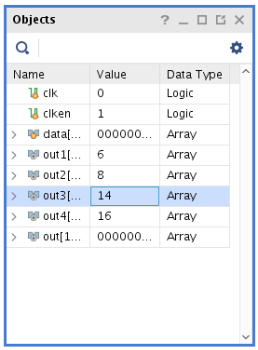 Objects ?
Name Value Data Type
clk 0 Logic
clken 1 Logic
data[... 000000... Array
out1[... 6 Array
out2[... 8 Array
out3[... 14 Array
out4[... 16 Array
out[1... 000000... Array